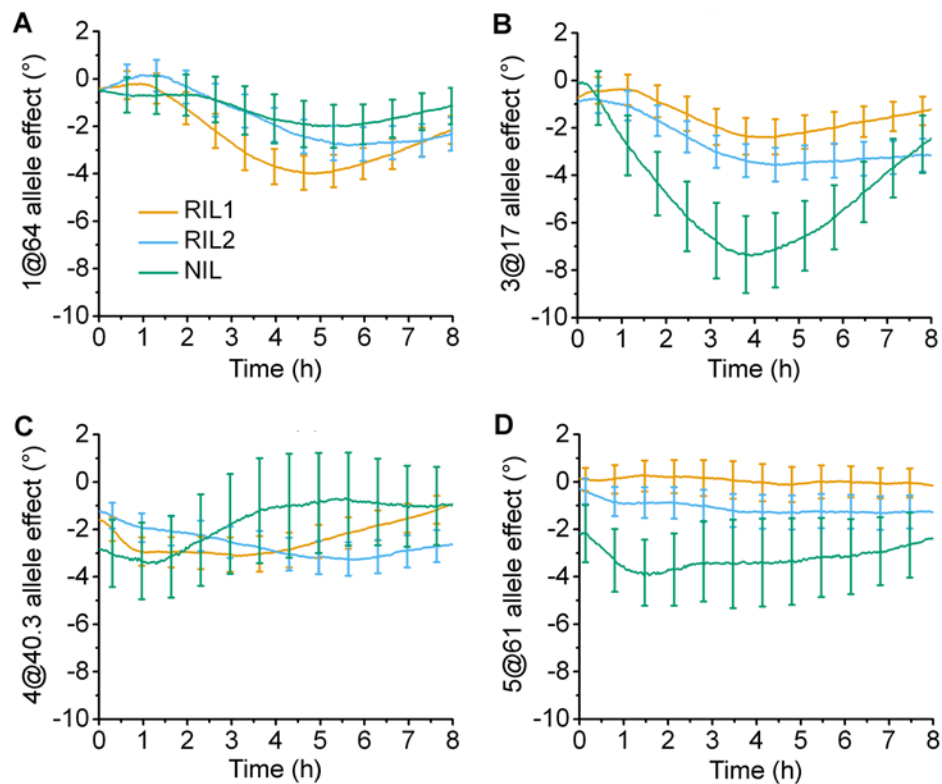 A
1@64 allele effect (°)
2
0
-2
-4
-6
-8
-10
RIL1
RIL2
NIL
0 1 2 3 4 5 6 7 8
Time (h)
B
3@17 allele effect (°)
2
0
-2
-4
-6
-8
-10
0 1 2 3 4 5 6 7 8
Time (h)
C
4@40.3 allele effect (°)
2
0
-2
-4
-6
-8
-10
0 1 2 3 4 5 6 7 8
Time (h)
D
5@61 allele effect (°)
2
0
-2
-4
-6
-8
-10
0 1 2 3 4 5 6 7 8
Time (h)